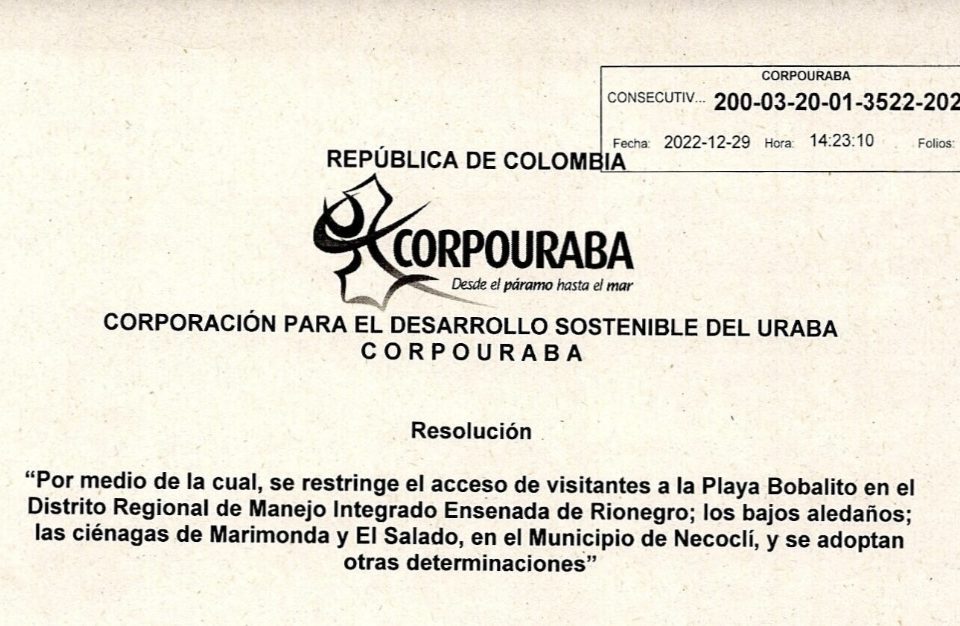 CORPOURABA
CONSECUTIV... 200-03-20-01-3522-202
Fecha: 2022-12-29 Hora: 14:23:10 Folios:
REPÚBLICA DE COLOMBIA
CORPOURABA
Desde el páramo hasta el mar
CORPORACIÓN PARA EL DESARROLLO SOSTENIBLE DEL URABA
C O R P O U R A B A
Resolución
“Por medio de la cual, se restringe el acceso de visitantes a la Playa Bobalito en el
Distrito Regional de Manejo Integrado Ensenada de Rionegro; los bajos aledaños;
las ciénagas de Marimonda y El Salado, en el Municipio de Necoclí, y se adoptan
otras determinaciones”